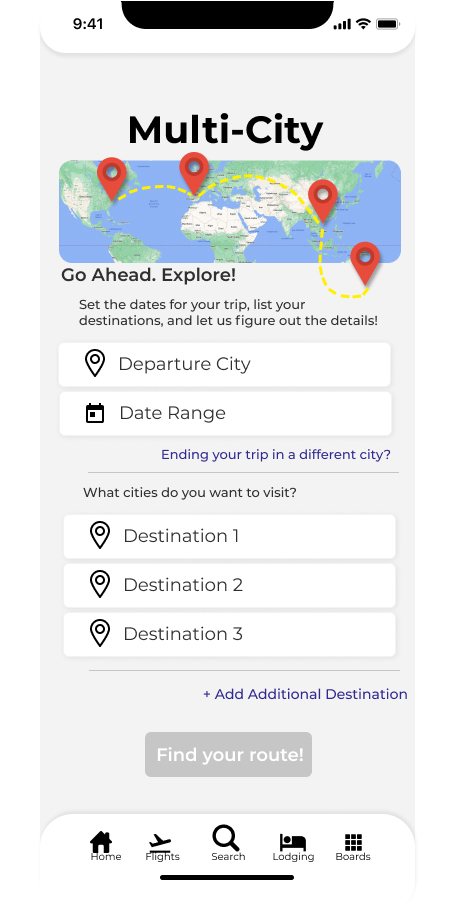 9:41
Multi-City
Go Ahead. Explore!
Set the dates for your trip, list your
destinations, and let us figure out the details!
Departure City
Date Range
Ending your trip in a different city?
What cities do you want to visit?
Destination 1
Destination 2
Destination 3
+ Add Additional Destination
Find your route!
Home Flights Search Lodging Boards